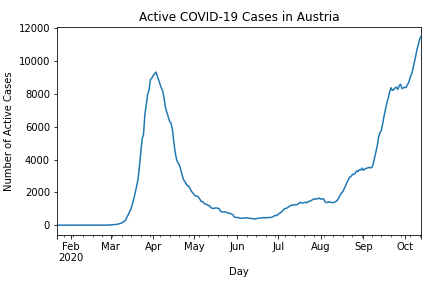 Active COVID-19 Cases in Austria
12000
10000
8000
6000
4000
2000
0
Number of Active Cases
Feb Mar Apr May Jun Jul Aug Sep Oct
2020
Day